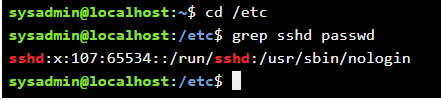 sysadmin@localhost:~$ cd /etc
sysadmin@localhost:/etc$ grep sshd passwd
sshd:x:107:65534::/run/sshd:/usr/sbin/nologin
sysadmin@localhost:/etc$